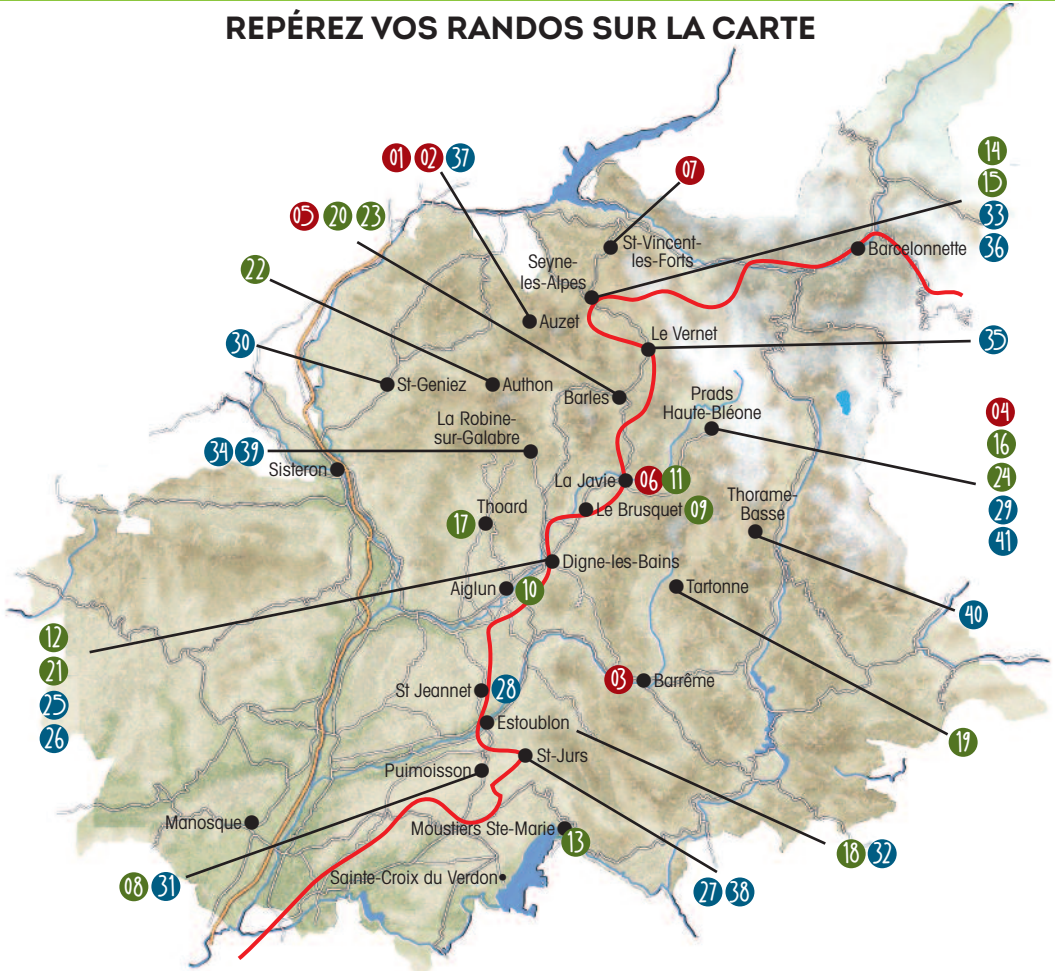 REPÉREZ VOS RANDOS SUR LA CARTE
01 02 37
07
14
15
33
36
05 20 23
St-Vincent-
les-Forts
Barcelonnette
Seyne-
les-Alpes
22
Auzet
Le Vernet
35
30
St-Geniez
Authon
Barles
Prads
Haute-Bléone
La Robine-
sur-Galabre
04
16
24
29
41
34 39
Sisteron
La Javie 06 11
Thorame-
Basse
Thoard
17
Le Brusquet 09
Digne-les-Bains
Aiglun 10
Tartonne
40
12
21
25
26
03 Barrême
St Jeannet 28
Estoublon
19
St-Jurs
Puimoisson
Manosque
Moustiers Ste-Marie
13
18 32
Sainte-Croix du Verdon
08 31
27 38